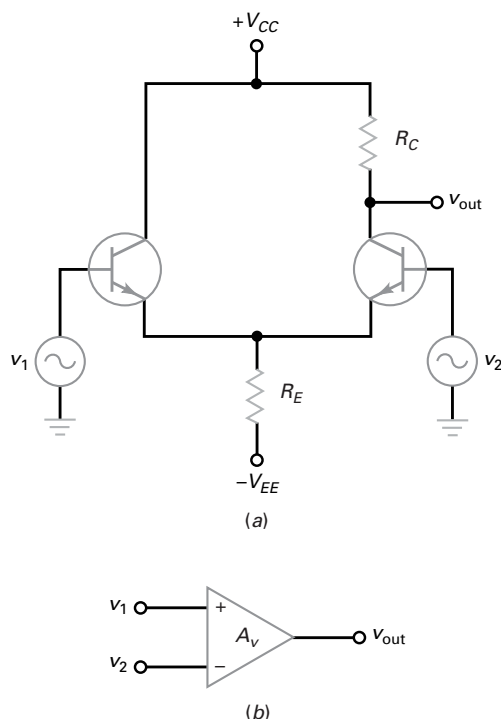 +V_CC
R_C
v_out
v_1
v_2
R_E
−V_EE
(a)
v_1
+
A_v
v_out
v_2
−
(b)